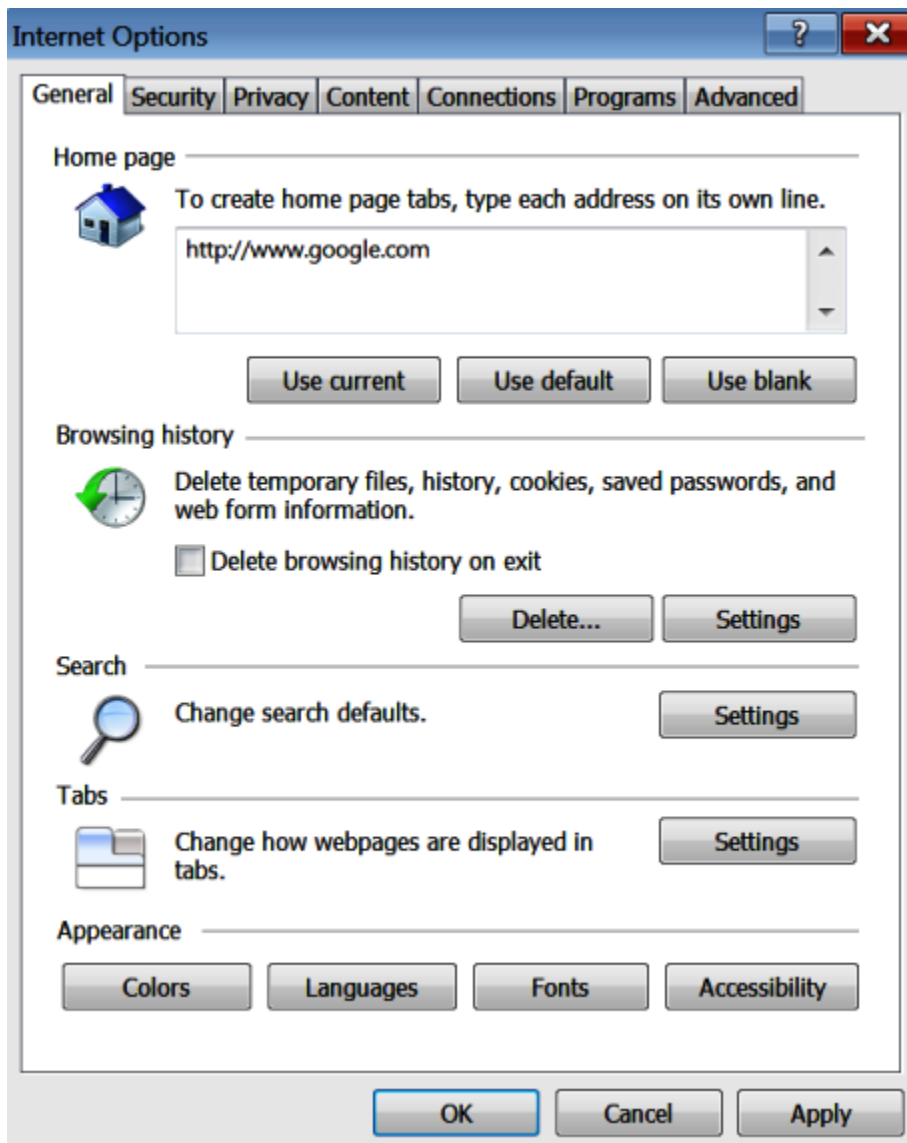 Internet Options
?
General Security Privacy Content Connections Programs Advanced
Home page
To create home page tabs, type each address on its own line.
http://www.google.com
Use current Use default Use blank
Browsing history
Delete temporary files, history, cookies, saved passwords, and
web form information.
Delete browsing history on exit
Delete... Settings
Search
Change search defaults. Settings
Tabs
Change how webpages are displayed in Settings
tabs.
Appearance
Colors Languages Fonts Accessibility
OK Cancel Apply